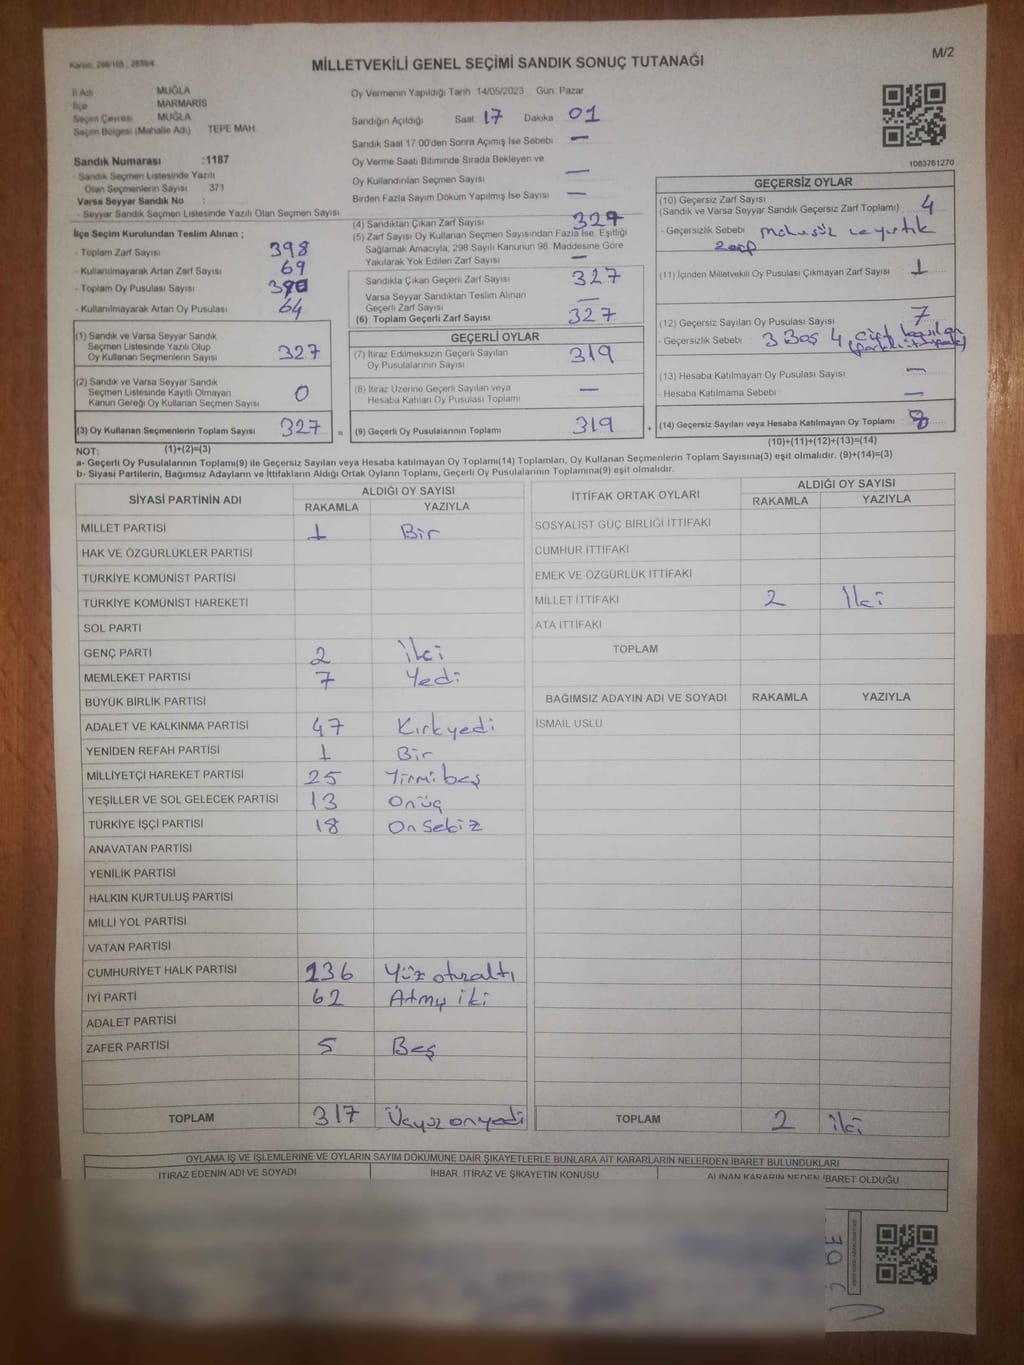 MİLLETVEKİLİ GENEL SEÇİMİ SANDIK SONUÇ TUTANAĞI
M/2
İl Adı MUĞLA
İlçe MARMARİS
Seçim Çevresi MUĞLA
Seçim Bölgesi (Mahalle Adı) TEPE MAH
Sandık Numarası :1187
- Sandık Seçmen Listesinde Yazılı
Olan Seçmenlerin Sayısı 371
Varsa Seyyar Sandık No :
- Seyyar Sandık Seçmen Listesinde Yazılı Olan Seçmen Sayısı
İlçe Seçim Kurulundan Teslim Alınan ;
- Toplam Zarf Sayısı 398
- Kullanılmayarak Artan Zarf Sayısı 69
- Toplam Oy Pusulası Sayısı
- Kullanılmayarak Artan Oy Pusulası 64
(1) Sandık ve Varsa Seyyar Sandık
Seçmen Listesinde Yazılı Olup
Oy Kullanan Seçmenlerin Sayısı 327
(2) Sandık ve Varsa Seyyar Sandık
Seçmen Listesinde Kayıtlı Olmayan
Kanun Gereği Oy Kullanan Seçmen Sayısı 0
(3) Oy Kullanan Seçmenlerin Toplam Sayısı 327 =
Oy Vermenin Yapıldığı Tarih 14/05/2023 Gün: Pazar
Sandığın Açıldığı Saat 17 Dakika 01
Sandık Saat 17:00'den Sonra Açımış İse Sebebi : —
Oy Verme Saati Bitiminde Sırada Bekleyen ve
Oy Kullandırılan Seçmen Sayısı —
Birden Fazla Sayım Döküm Yapılmış İse Sayısı —
(4) Sandıktan Çıkan Zarf Sayısı
(5) Zarf Sayısı Oy Kullanan Seçmen Sayısından Fazla İse, Eşitliği
Sağlamak Amacıyla, 298 Sayılı Kanunun 98. Maddesine Göre
Yakılarak Yok Edilen Zarf Sayısı —
Sandıkla Çıkan Geçerli Zarf Sayısı 327
Varsa Seyyar Sandıktan Teslim Alınan
Geçerli Zarf Sayısı —
(6) Toplam Geçerli Zarf Sayısı 327
GEÇERLİ OYLAR
(7) İtiraz Edilmeksizin Geçerli Sayılan
Oy Pusulalarının Sayısı 319
(8) İtiraz Üzerine Geçerli Sayılan veya
Hesaba Katılan Oy Pusulası Toplamı —
(9) Geçerli Oy Pusulalarının Toplamı 319 +
1083761270
GEÇERSİZ OYLAR
(10) Geçersiz Zarf Sayısı
(Sandık ve Varsa Seyyar Sandık Geçersiz Zarf Toplamı) : 4
- Geçersizlik Sebebi Mühürsüz ve yırtık
zarf
(11) İçinden Milletvekili Oy Pusulası Çıkmayan Zarf Sayısı 1
(12) Geçersiz Sayılan Oy Pusulası Sayısı 7
- Geçersizlik Sebebi : 3 Boş 4 Çift
(13) Hesaba Katılmayan Oy Pusulası Sayısı —
- Hesaba Katılmama Sebebi : —
(14) Geçersiz Sayılan veya Hesaba Katılmayan Oy Toplamı 8
(10)+(11)+(12)+(13)=(14)
NOT: (1)+(2)=(3)
a- Geçerli Oy Pusulalarının Toplamı(9) ile Geçersiz Sayılan veya Hesaba katılmayan Oy Toplamı(14) Toplamları, Oy Kullanan Seçmenlerin Toplam Sayısına(3) eşit olmalıdır. (9)+(14)=(3)
b- Siyasi Partilerin, Bağımsız Adayların ve İttifakların Aldığı Ortak Oyların Toplamı, Geçerli Oy Pusulalarının Toplamına(9) eşit olmalıdır.
SİYASİ PARTİNİN ADI ALDIĞI OY SAYISI
RAKAMLA YAZIYLA
MİLLET PARTİSİ 1 Bir
HAK VE ÖZGÜRLÜKLER PARTİSİ
TÜRKİYE KOMÜNİST PARTİSİ
TÜRKİYE KOMÜNİST HAREKETİ
SOL PARTİ
GENÇ PARTİ 2 İki
MEMLEKET PARTİSİ 7 Yedi
BÜYÜK BİRLİK PARTİSİ
ADALET VE KALKINMA PARTİSİ 47 Kırkyedi
YENİDEN REFAH PARTİSİ 1 Bir
MİLLİYETÇİ HAREKET PARTİSİ 25 Yirmi beş
YEŞİLLER VE SOL GELECEK PARTİSİ 13 Onüç
TÜRKİYE İŞÇİ PARTİSİ 18 On sekiz
ANAVATAN PARTİSİ
YENİLİK PARTİSİ
HALKIN KURTULUŞ PARTİSİ
MİLLİ YOL PARTİSİ
VATAN PARTİSİ
CUMHURİYET HALK PARTİSİ 136 Yüz otuzaltı
İYİ PARTİ 62 Atmış iki
ADALET PARTİSİ
ZAFER PARTİSİ 5 Beş
TOPLAM 317 Üçyüz onyedi
İTTİFAK ORTAK OYLARI ALDIĞI OY SAYISI
RAKAMLA YAZIYLA
SOSYALİST GÜÇ BİRLİĞİ İTTİFAKI
CUMHUR İTTİFAKI
EMEK VE ÖZGÜRLÜK İTTİFAKI
MİLLET İTTİFAKI 2 İki
ATA İTTİFAKI
TOPLAM
BAĞIMSIZ ADAYIN ADI VE SOYADI RAKAMLA YAZIYLA
İSMAİL USLU
TOPLAM 2 İki
OYLAMA İŞ VE İŞLEMLERİNE VE OYLARIN SAYIM DÖKÜMÜNE DAİR ŞİKAYETLERLE BUNLARA AİT KARARLARIN NELERDEN İBARET BULUNDUKLARI
İTİRAZ EDENİN ADI VE SOYADI İHBAR, İTİRAZ VE ŞİKAYETİN KONUSU ALINAN KARARIN NEDEN İBARET OLDUĞU